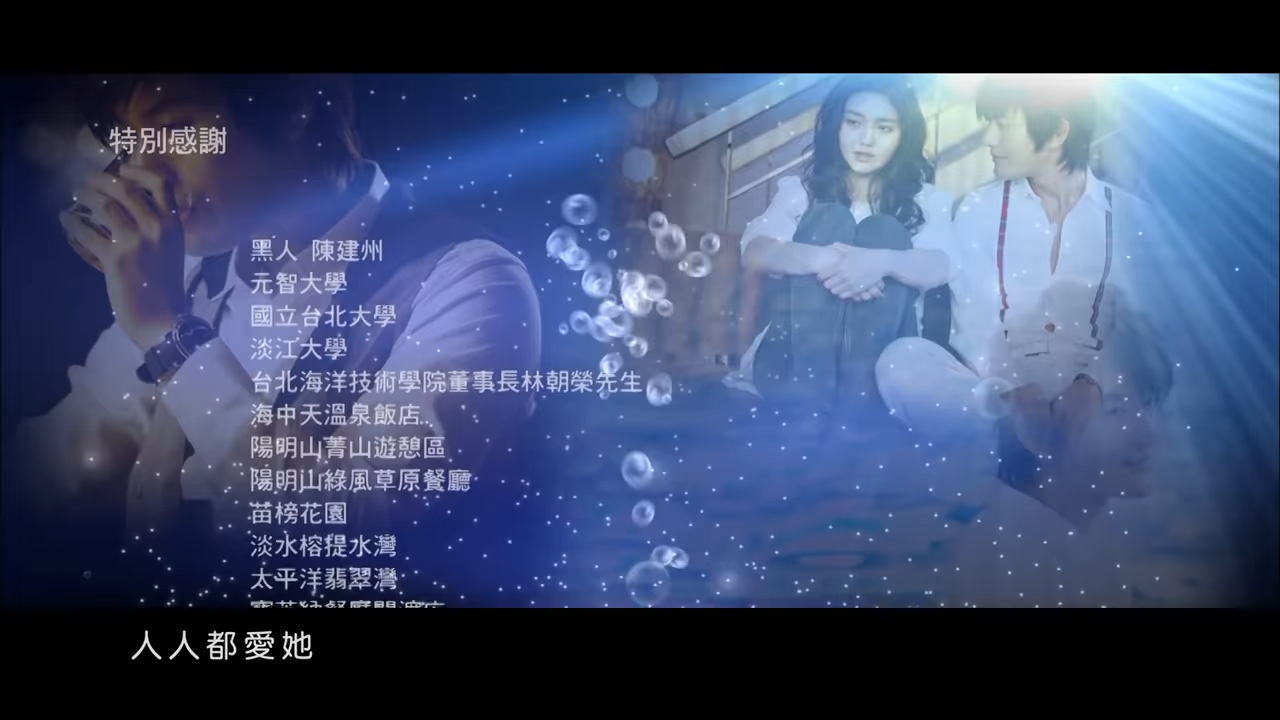 特別感謝
黑人 陳建州
元智大學
國立台北大學
淡江大學
台北海洋技術學院董事長林朝榮先生
海中天溫泉飯店
陽明山菁山遊憩區
陽明山綠風草原餐廳
苗榜花園
淡水榕提水灣
太平洋翡翠灣
人人都愛她